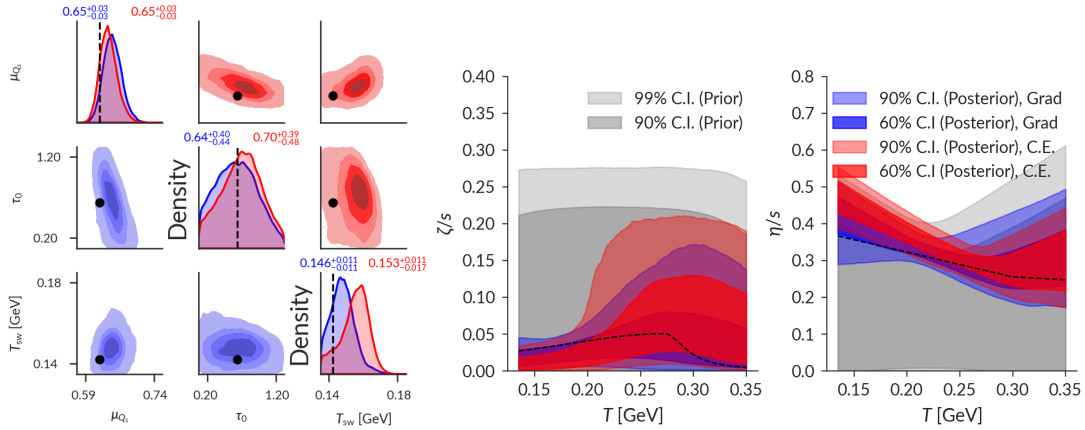 0.65+0.03−0.03 0.65+0.03−0.03
μQs
0.64+0.40−0.44 0.70+0.39−0.48
1.20
τ0
0.20
Density
0.146+0.011−0.011 0.153+0.011−0.017
0.18
Tsw [GeV]
0.14
Density
0.59 0.74
0.20 1.20
0.14 0.18
μQs
τ0
Tsw [GeV]
0.40
0.35
0.30
0.25
0.20
0.15
0.10
0.05
0.00
ζ/s
99% C.I. (Prior)
90% C.I. (Prior)
0.15 0.20 0.25 0.30 0.35
T [GeV]
0.8
0.7
0.6
0.5
0.4
0.3
0.2
0.1
0.0
η/s
90% C.I. (Posterior), Grad
60% C.I (Posterior), Grad
90% C.I. (Posterior), C.E.
60% C.I (Posterior), C.E.
0.15 0.20 0.25 0.30 0.35
T [GeV]